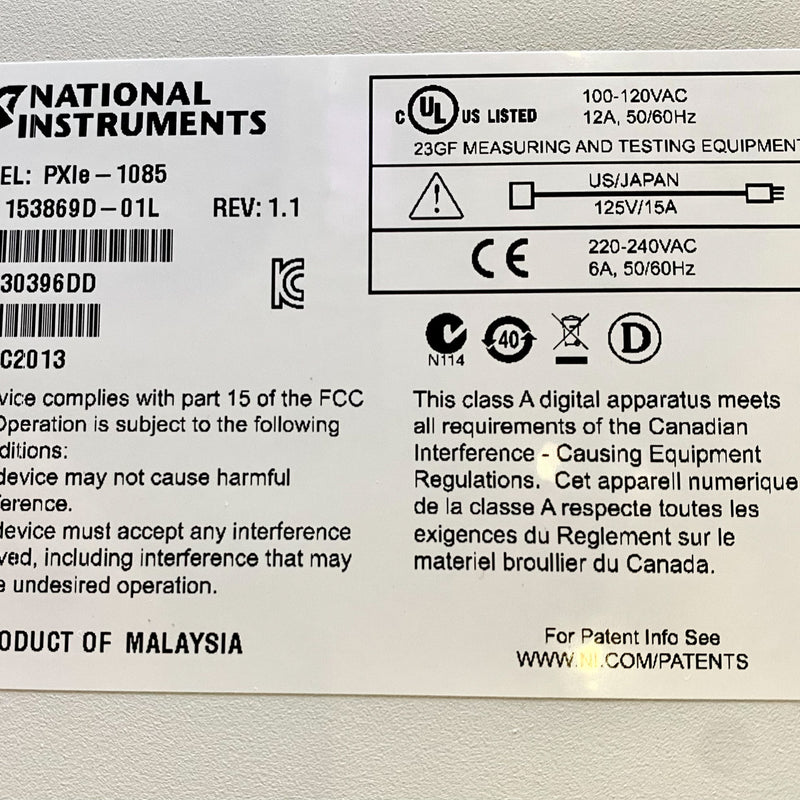 NATIONAL
INSTRUMENTS
EL: PXIe-1085
153869D-01L REV: 1.1
30396DD
C2013
vice complies with part 15 of the FCC
Operation is subject to the following
ditions:
device may not cause harmful
ference.
device must accept any interference
ved, including interference that may
e undesired operation.
ODUCT OF MALAYSIA
C UL US LISTED
100-120VAC
12A, 50/60Hz
23GF MEASURING AND TESTING EQUIPMENT
US/JAPAN
125V/15A
CE
220-240VAC
6A, 50/60Hz
N114
40
D
This class A digital apparatus meets
all requirements of the Canadian
Interference - Causing Equipment
Regulations. Cet appareil numerique
de la classe A respecte toutes les
exigences du Reglement sur le
materiel broullier du Canada.
For Patent Info See
WWW.NI.COM/PATENTS